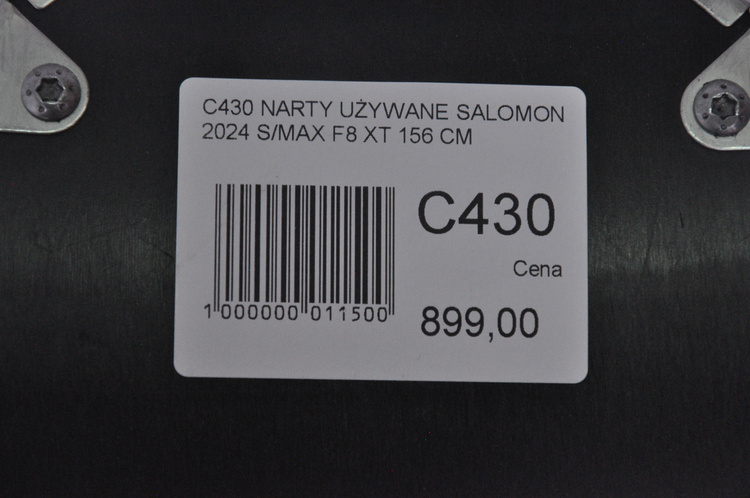 C430 NARTY UŻYWANE SALOMON
2024 S/MAX F8 XT 156 CM
C430
Cena
899,00
1 000000 011500